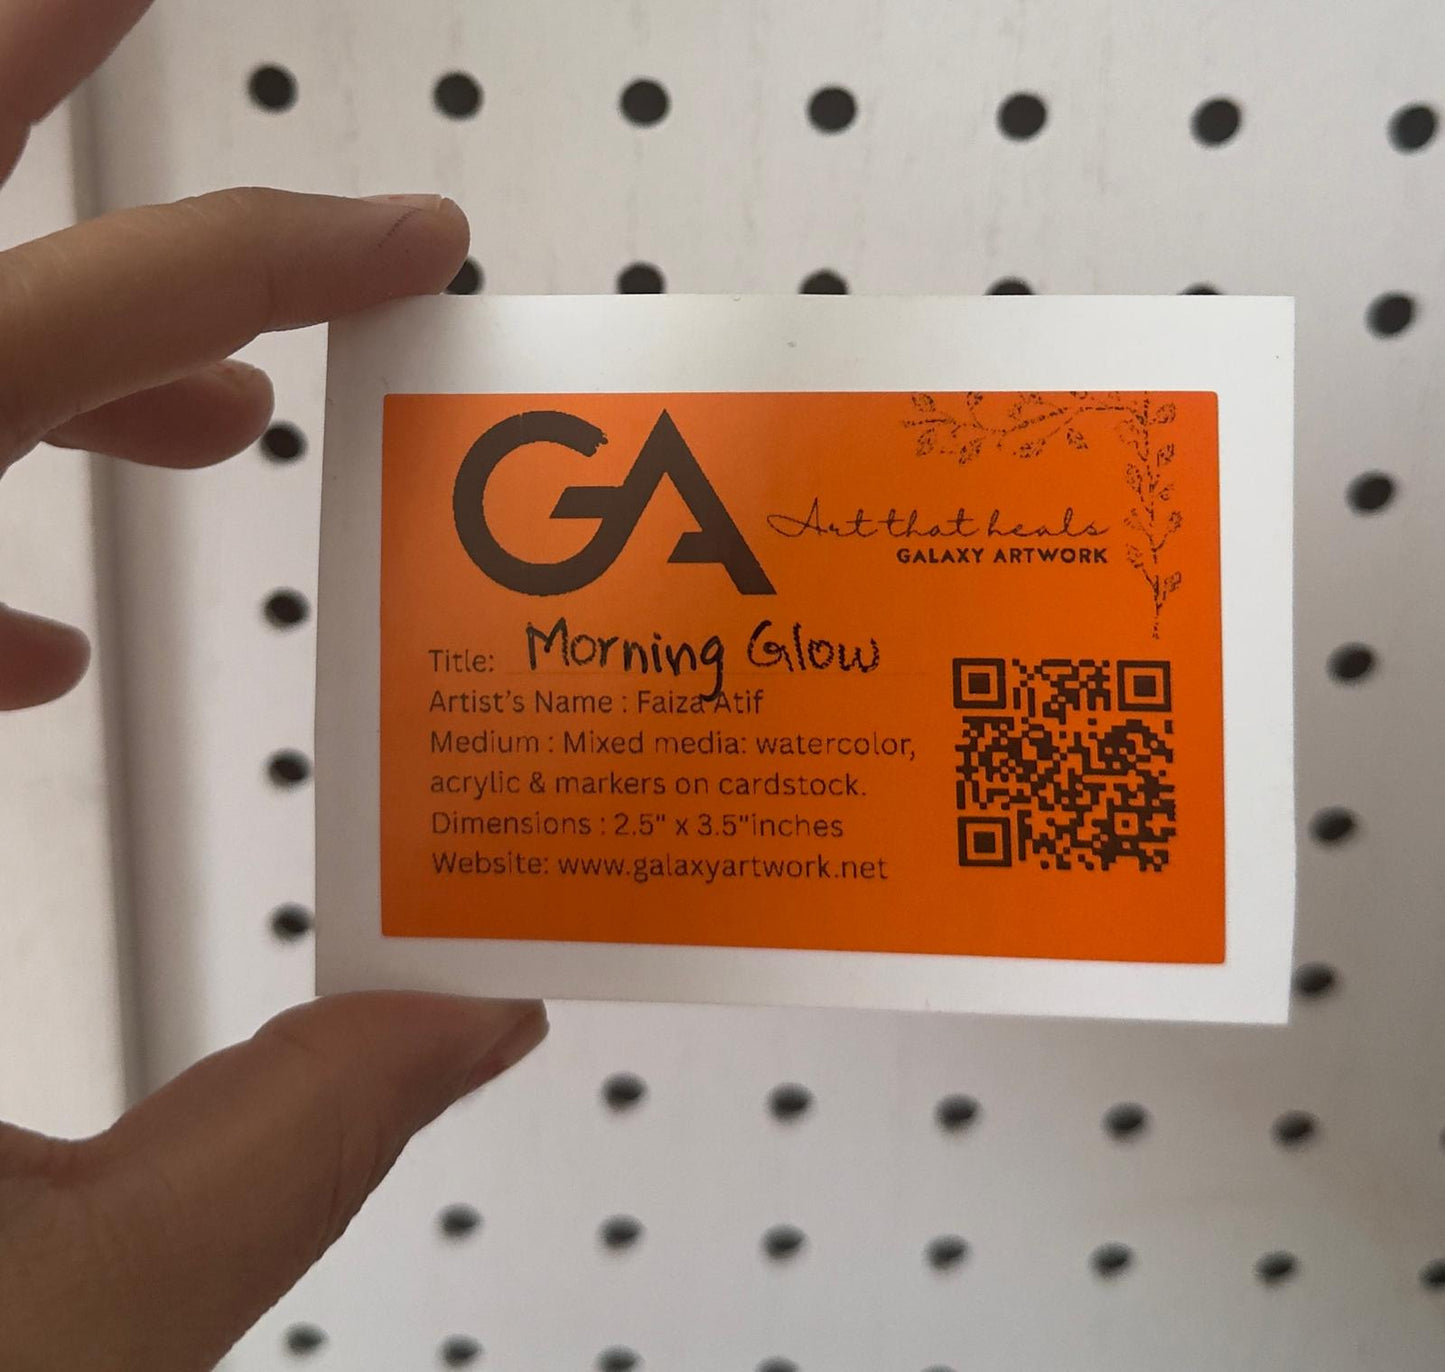 GA
Art that heals
GALAXY ARTWORK
Title: Morning Glow
Artist's Name : Faiza Atif
Medium : Mixed media: watercolor,
acrylic & markers on cardstock.
Dimensions : 2.5" x 3.5"inches
Website: www.galaxyartwork.net